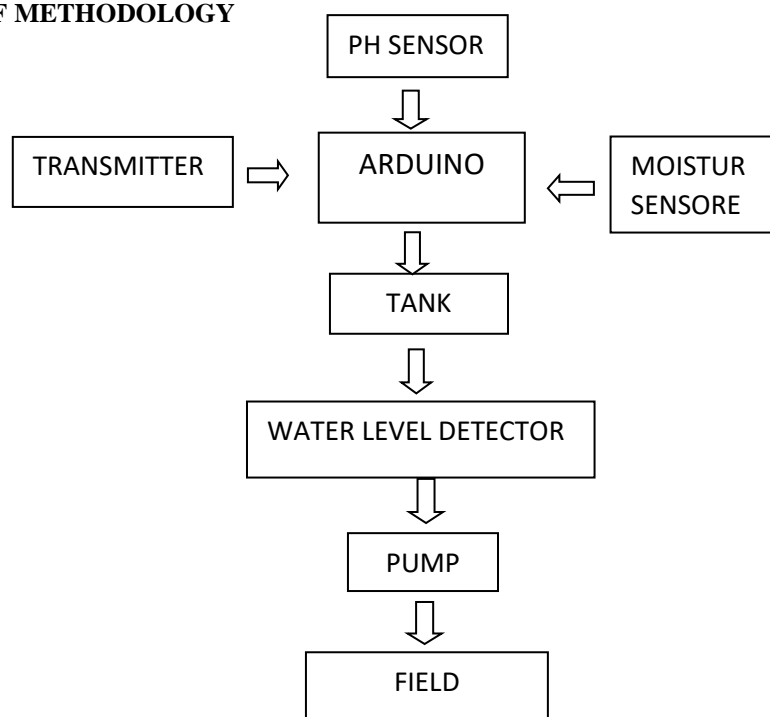 F METHODOLOGY
PH SENSOR
TRANSMITTER
ARDUINO
MOISTUR
SENSORE
TANK
WATER LEVEL DETECTOR
PUMP
FIELD